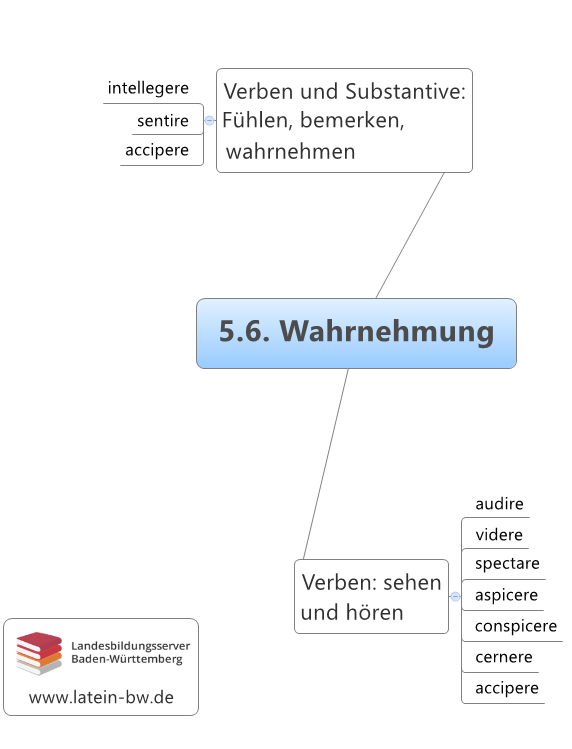 intellegere
sentire
accipere
Verben und Substantive:
Fühlen, bemerken,
wahrnehmen
5.6. Wahrnehmung
Verben: sehen
und hören
audire
videre
spectare
aspicere
conspicere
cernere
accipere
Landesbildungsserver
Baden-Württemberg
www.latein-bw.de